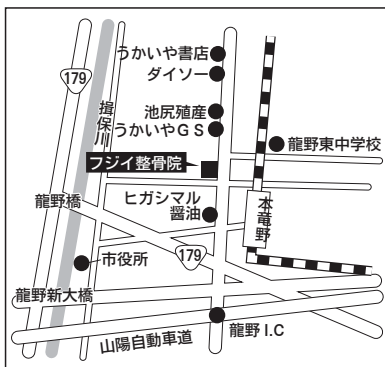 うかいや書店
ダイソー
179
揖保川
池尻殖産
うかいやGS
龍野東中学校
フジイ整骨院
龍野橋
ヒガシマル
醤油
本竜野
179
市役所
龍野新大橋
龍野I.C
山陽自動車道